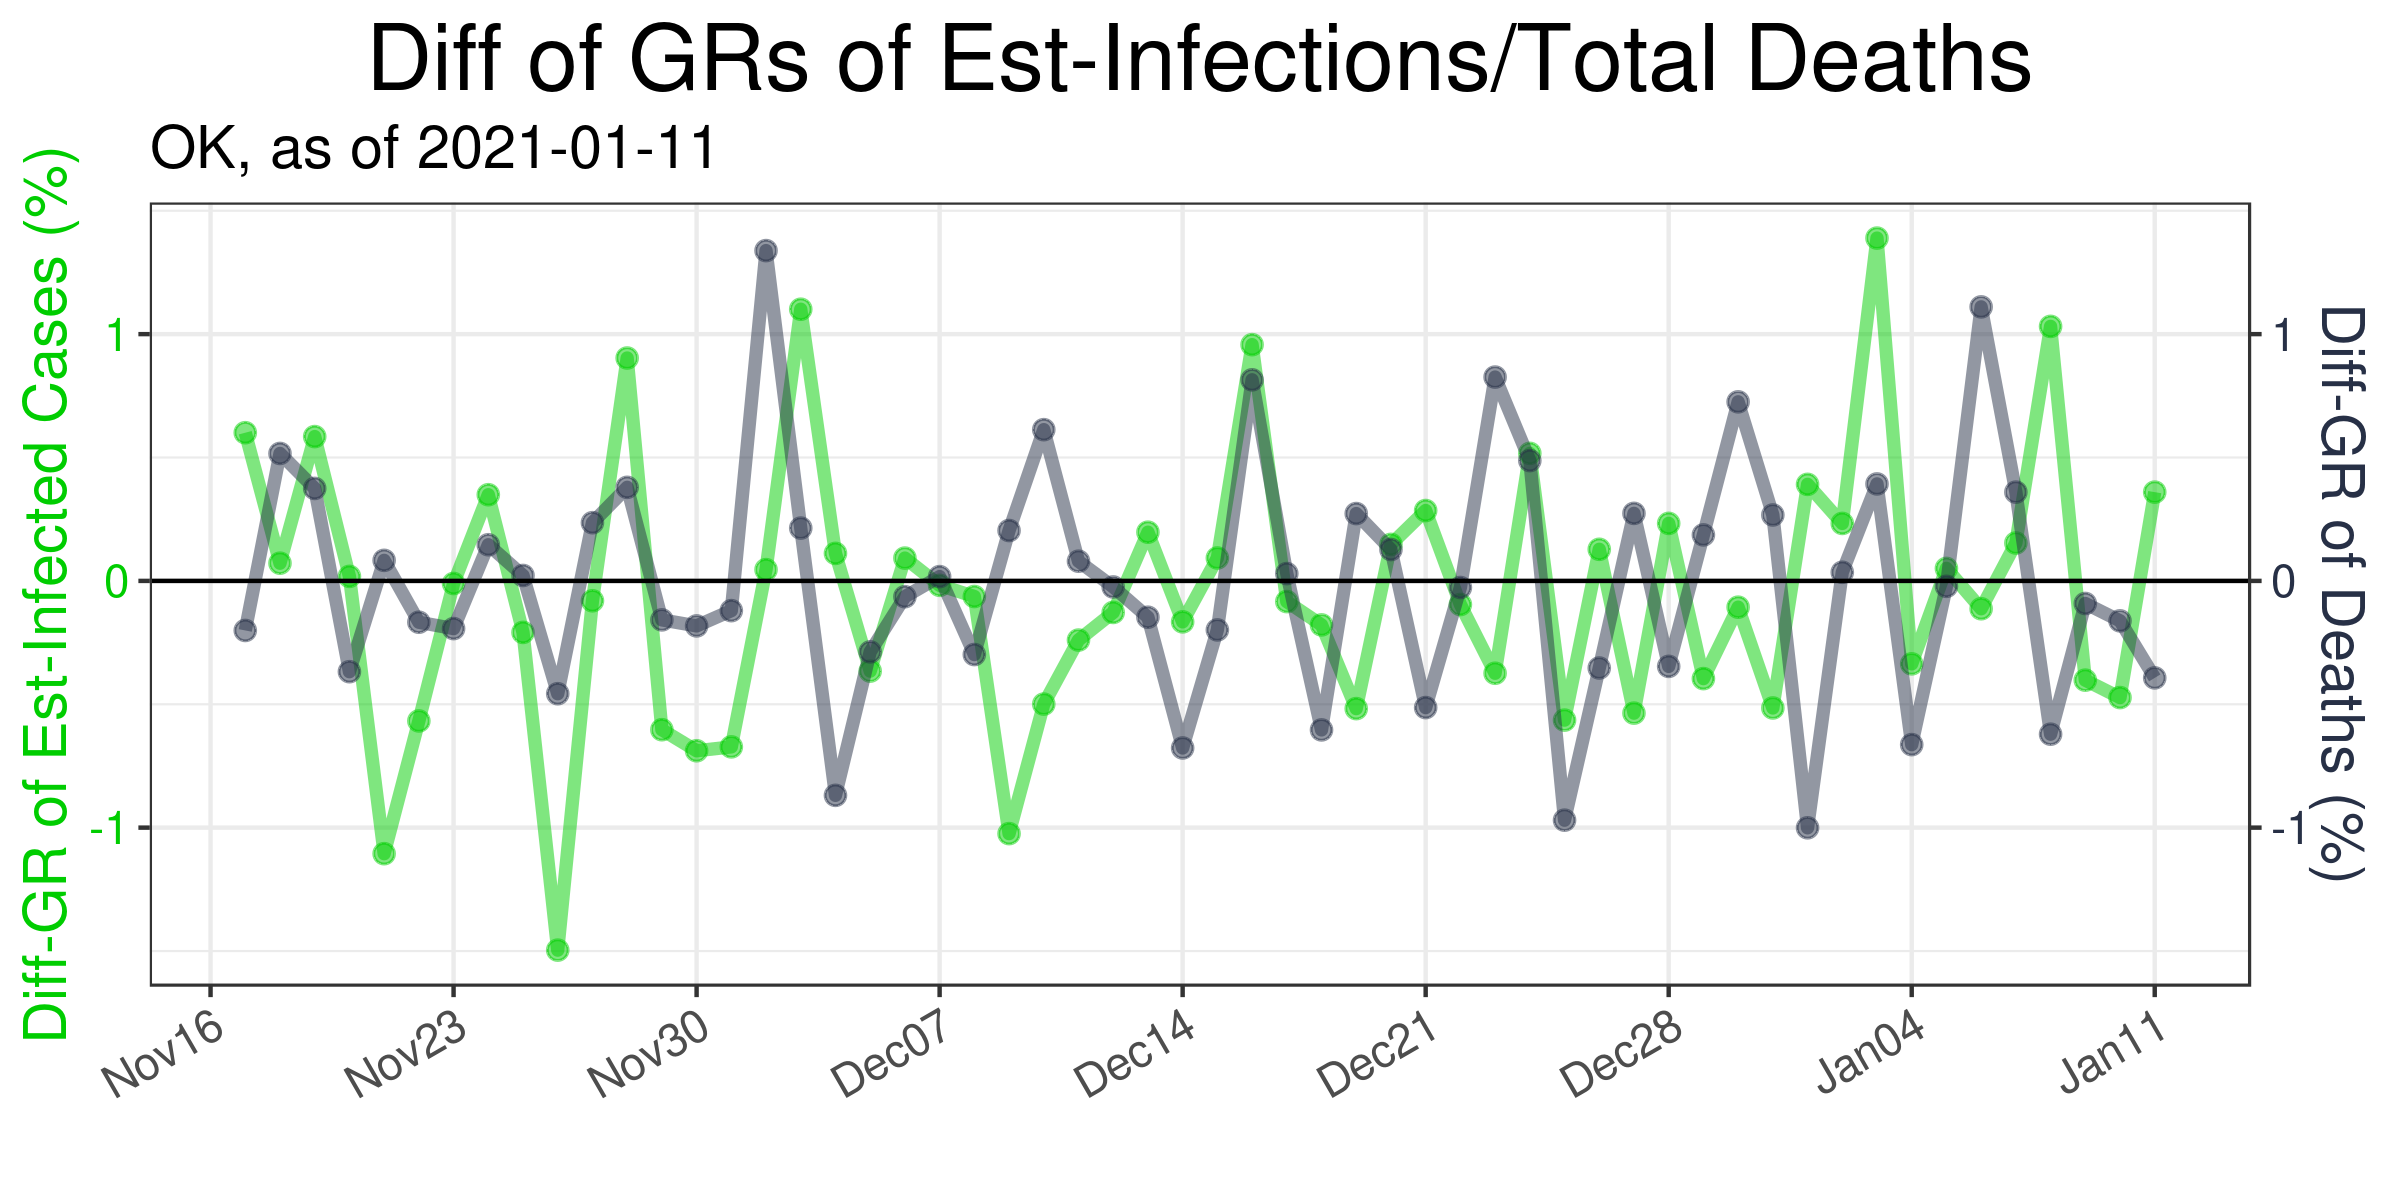 Diff of GRs of Est-Infections/Total Deaths
OK, as of 2021-01-11
Diff-GR of Est-Infected Cases (%)
1
0
-1
1
0
-1
Diff-GR of Deaths (%)
Nov16
Nov23
Nov30
Dec07
Dec14
Dec21
Dec28
Jan04
Jan11